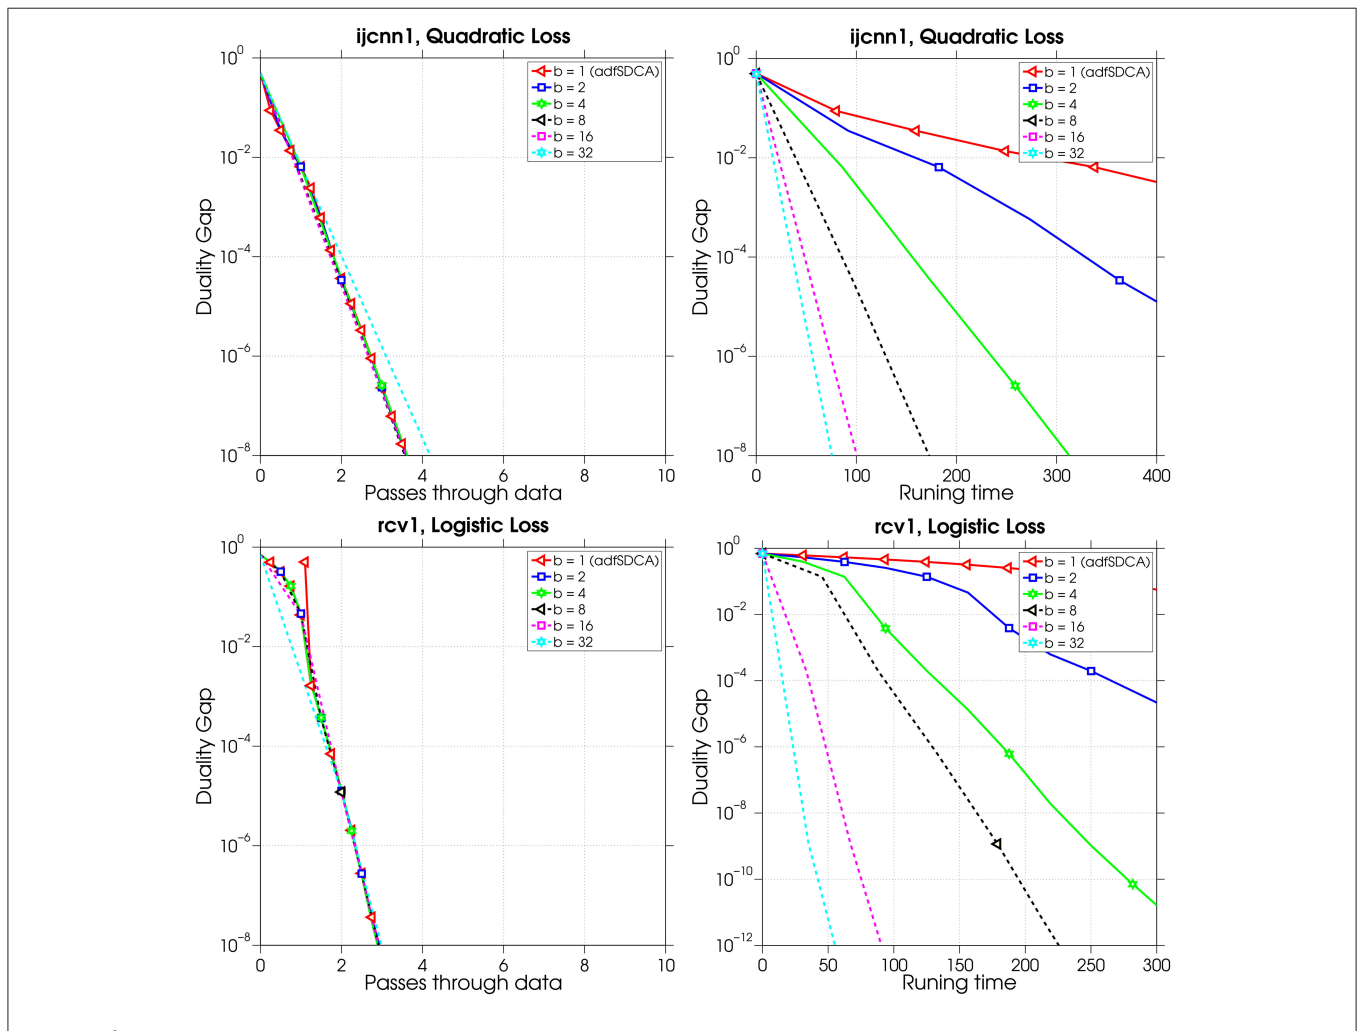 ijcnn1, Quadratic Loss
10^0
10^-2
10^-4
10^-6
10^-8
Duality Gap
b = 1 (adfSDCA)
b = 2
b = 4
b = 8
b = 16
b = 32
0 2 4 6 8 10
Passes through data
ijcnn1, Quadratic Loss
10^0
10^-2
10^-4
10^-6
10^-8
Duality Gap
b = 1 (adfSDCA)
b = 2
b = 4
b = 8
b = 16
b = 32
0 100 200 300 400
Runing time
rcv1, Logistic Loss
10^0
10^-2
10^-4
10^-6
10^-8
Duality Gap
b = 1 (adfSDCA)
b = 2
b = 4
b = 8
b = 16
b = 32
0 2 4 6 8 10
Passes through data
rcv1, Logistic Loss
10^0
10^-2
10^-4
10^-6
10^-8
10^-10
10^-12
Duality Gap
b = 1 (adfSDCA)
b = 2
b = 4
b = 8
b = 16
b = 32
0 50 100 150 200 250 300
Runing time